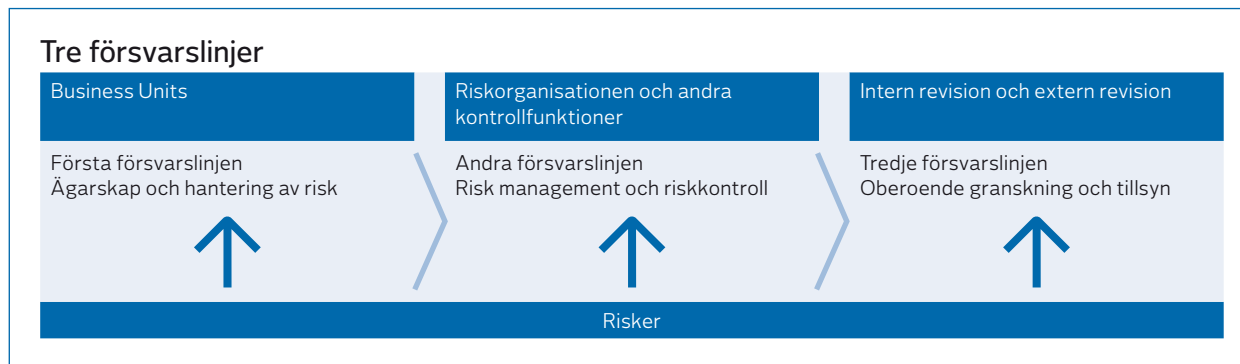 Tre försvarslinjer
Business Units
Riskorganisationen och andra
kontrollfunktioner
Intern revision och extern revision
Första försvarslinjen
Ägarskap och hantering av risk
Andra försvarslinjen
Risk management och riskkontroll
Tredje försvarslinjen
Oberoende granskning och tillsyn
Risker